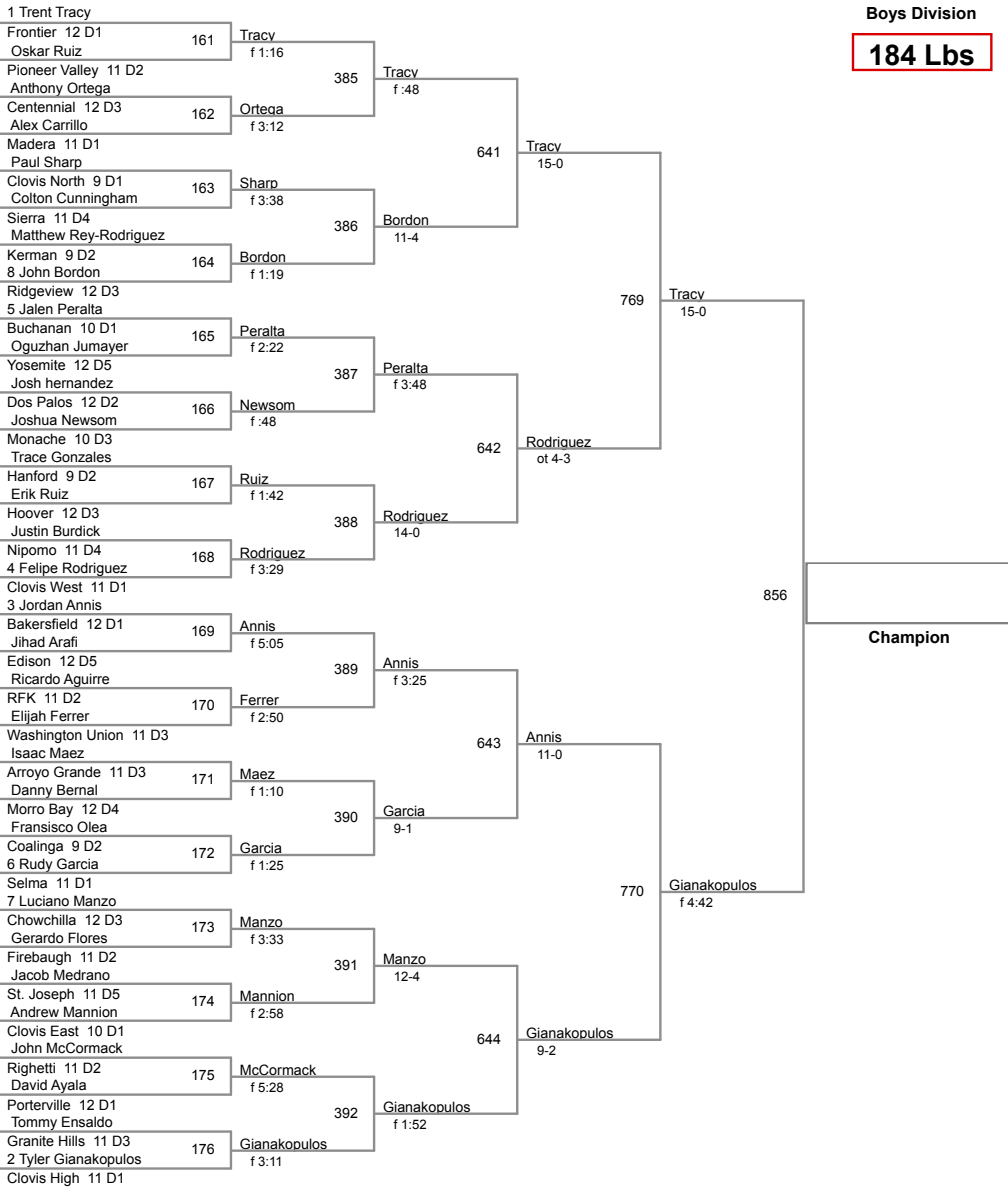 1 Trent Tracy
Boys Division
184 Lbs
Frontier 12 D1
161
Tracy
f 1:16
Oskar Ruiz
Pioneer Valley 11 D2
385
Tracy
f :48
Anthony Ortega
Centennial 12 D3
162
Ortega
f 3:12
Alex Carrillo
Madera 11 D1
641
Tracy
15-0
Paul Sharp
Clovis North 9 D1
163
Sharp
f 3:38
Colton Cunningham
Sierra 11 D4
386
Bordon
11-4
Matthew Rey-Rodriguez
Kerman 9 D2
164
Bordon
f 1:19
8 John Bordon
Ridgeview 12 D3
769
Tracy
15-0
5 Jalen Peralta
Buchanan 10 D1
165
Peralta
f 2:22
Oguzhan Jumayer
Yosemite 12 D5
387
Peralta
f 3:48
Josh hernandez
Dos Palos 12 D2
166
Newsom
f :48
Joshua Newsom
Monache 10 D3
642
Rodriguez
ot 4-3
Trace Gonzales
Hanford 9 D2
167
Ruiz
f 1:42
Erik Ruiz
Hoover 12 D3
388
Rodriguez
14-0
Justin Burdick
Nipomo 11 D4
168
Rodriguez
f 3:29
4 Felipe Rodriguez
Clovis West 11 D1
856
Champion
3 Jordan Annis
Bakersfield 12 D1
169
Annis
f 5:05
Jihad Arafi
Edison 12 D5
389
Annis
f 3:25
Ricardo Aguirre
RFK 11 D2
170
Ferrer
f 2:50
Elijah Ferrer
Washington Union 11 D3
643
Annis
11-0
Isaac Maez
Arroyo Grande 11 D3
171
Maez
f 1:10
Danny Bernal
Morro Bay 12 D4
390
Garcia
9-1
Fransisco Olea
Coalinga 9 D2
172
Garcia
f 1:25
6 Rudy Garcia
Selma 11 D1
770
Gianakopulos
f 4:42
7 Luciano Manzo
Chowchilla 12 D3
173
Manzo
f 3:33
Gerardo Flores
Firebaugh 11 D2
391
Manzo
12-4
Jacob Medrano
St. Joseph 11 D5
174
Mannion
f 2:58
Andrew Mannion
Clovis East 10 D1
644
Gianakopulos
9-2
John McCormack
Righetti 11 D2
175
McCormack
f 5:28
David Ayala
Porterville 12 D1
392
Gianakopulos
f 1:52
Tommy Ensaldo
Granite Hills 11 D3
176
Gianakopulos
f 3:11
2 Tyler Gianakopulos
Clovis High 11 D1